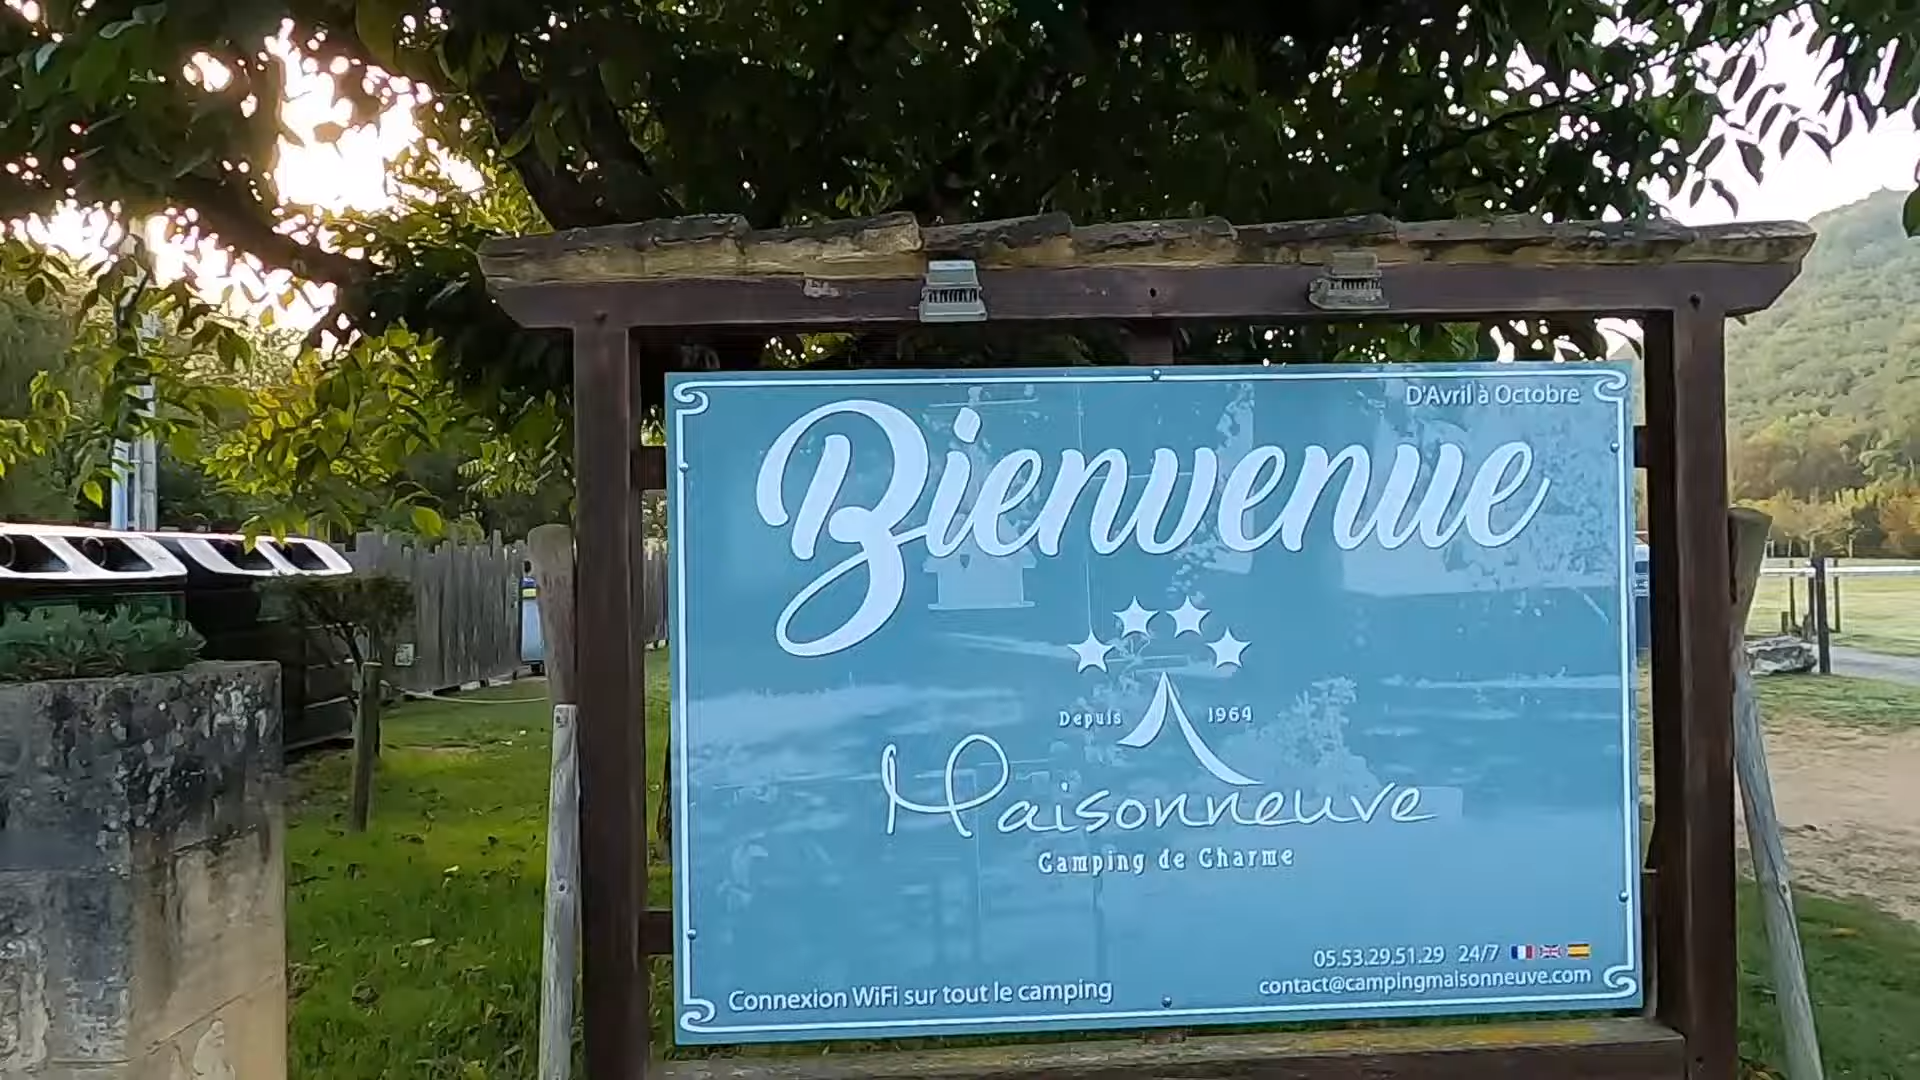 D'Avril à Octobre
Bienvenue
Depuis 1964
Maisonneuve
Camping de Charme
05.53.29.51.29 24/7
Connexion WiFi sur tout le camping
contact@campingmaisonneuve.com